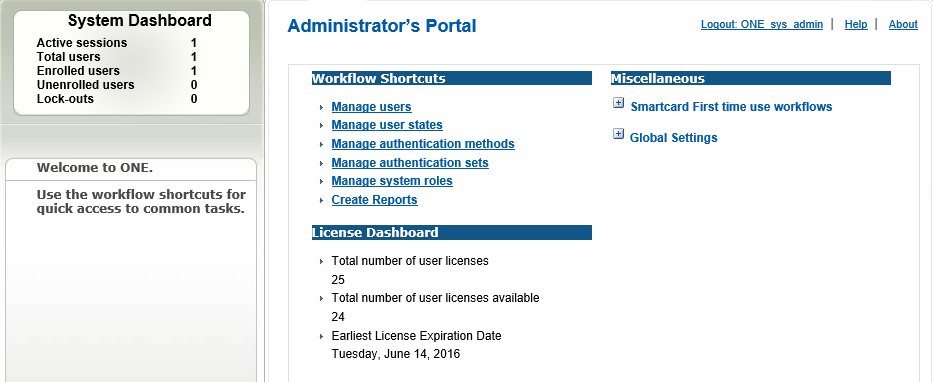 System Dashboard
Active sessions 1
Total users 1
Enrolled users 1
Unenrolled users 0
Lock-outs 0
Welcome to ONE.
Use the workflow shortcuts for
quick access to common tasks.
Administrator's Portal
Logout: ONE_sys_admin | Help | About
Workflow Shortcuts
Manage users
Manage user states
Manage authentication methods
Manage authentication sets
Manage system roles
Create Reports
License Dashboard
Total number of user licenses
25
Total number of user licenses available
24
Earliest License Expiration Date
Tuesday, June 14, 2016
Miscellaneous
Smartcard First time use workflows
Global Settings